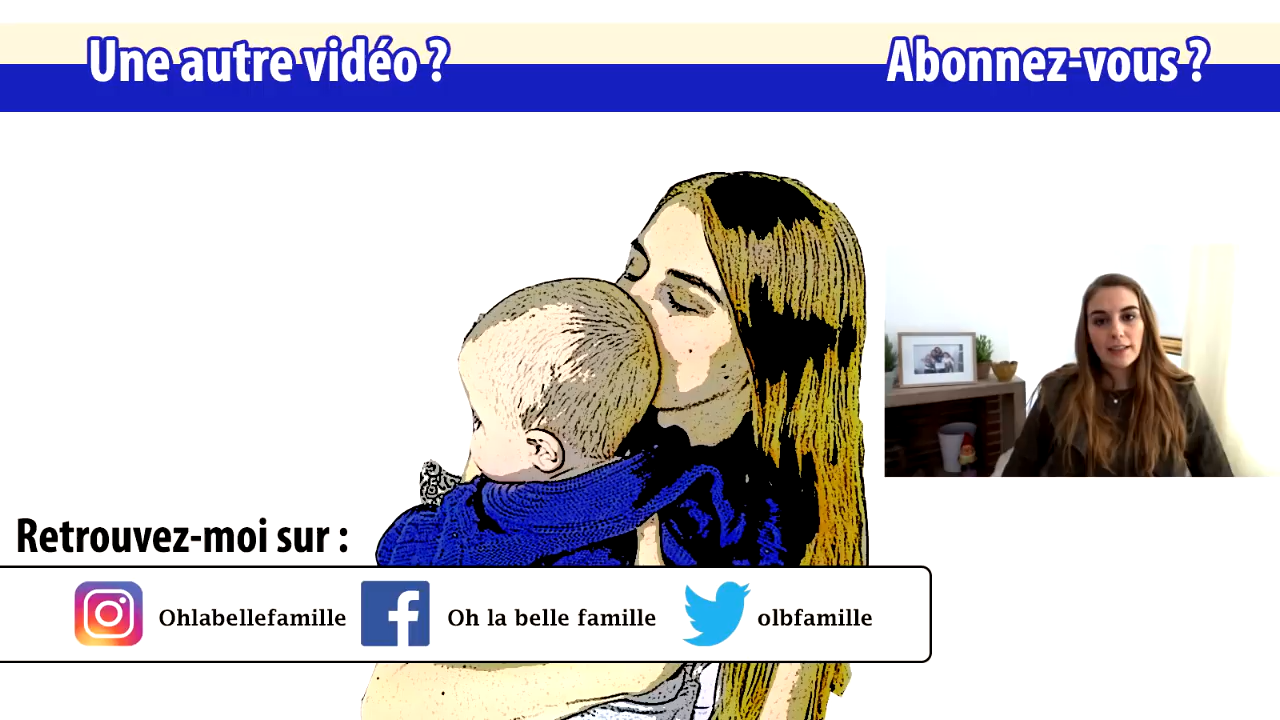 Une autre vidéo ?
Abonnez-vous ?
Retrouvez-moi sur :
Ohlabellefamille
Oh la belle famille
olbfamille